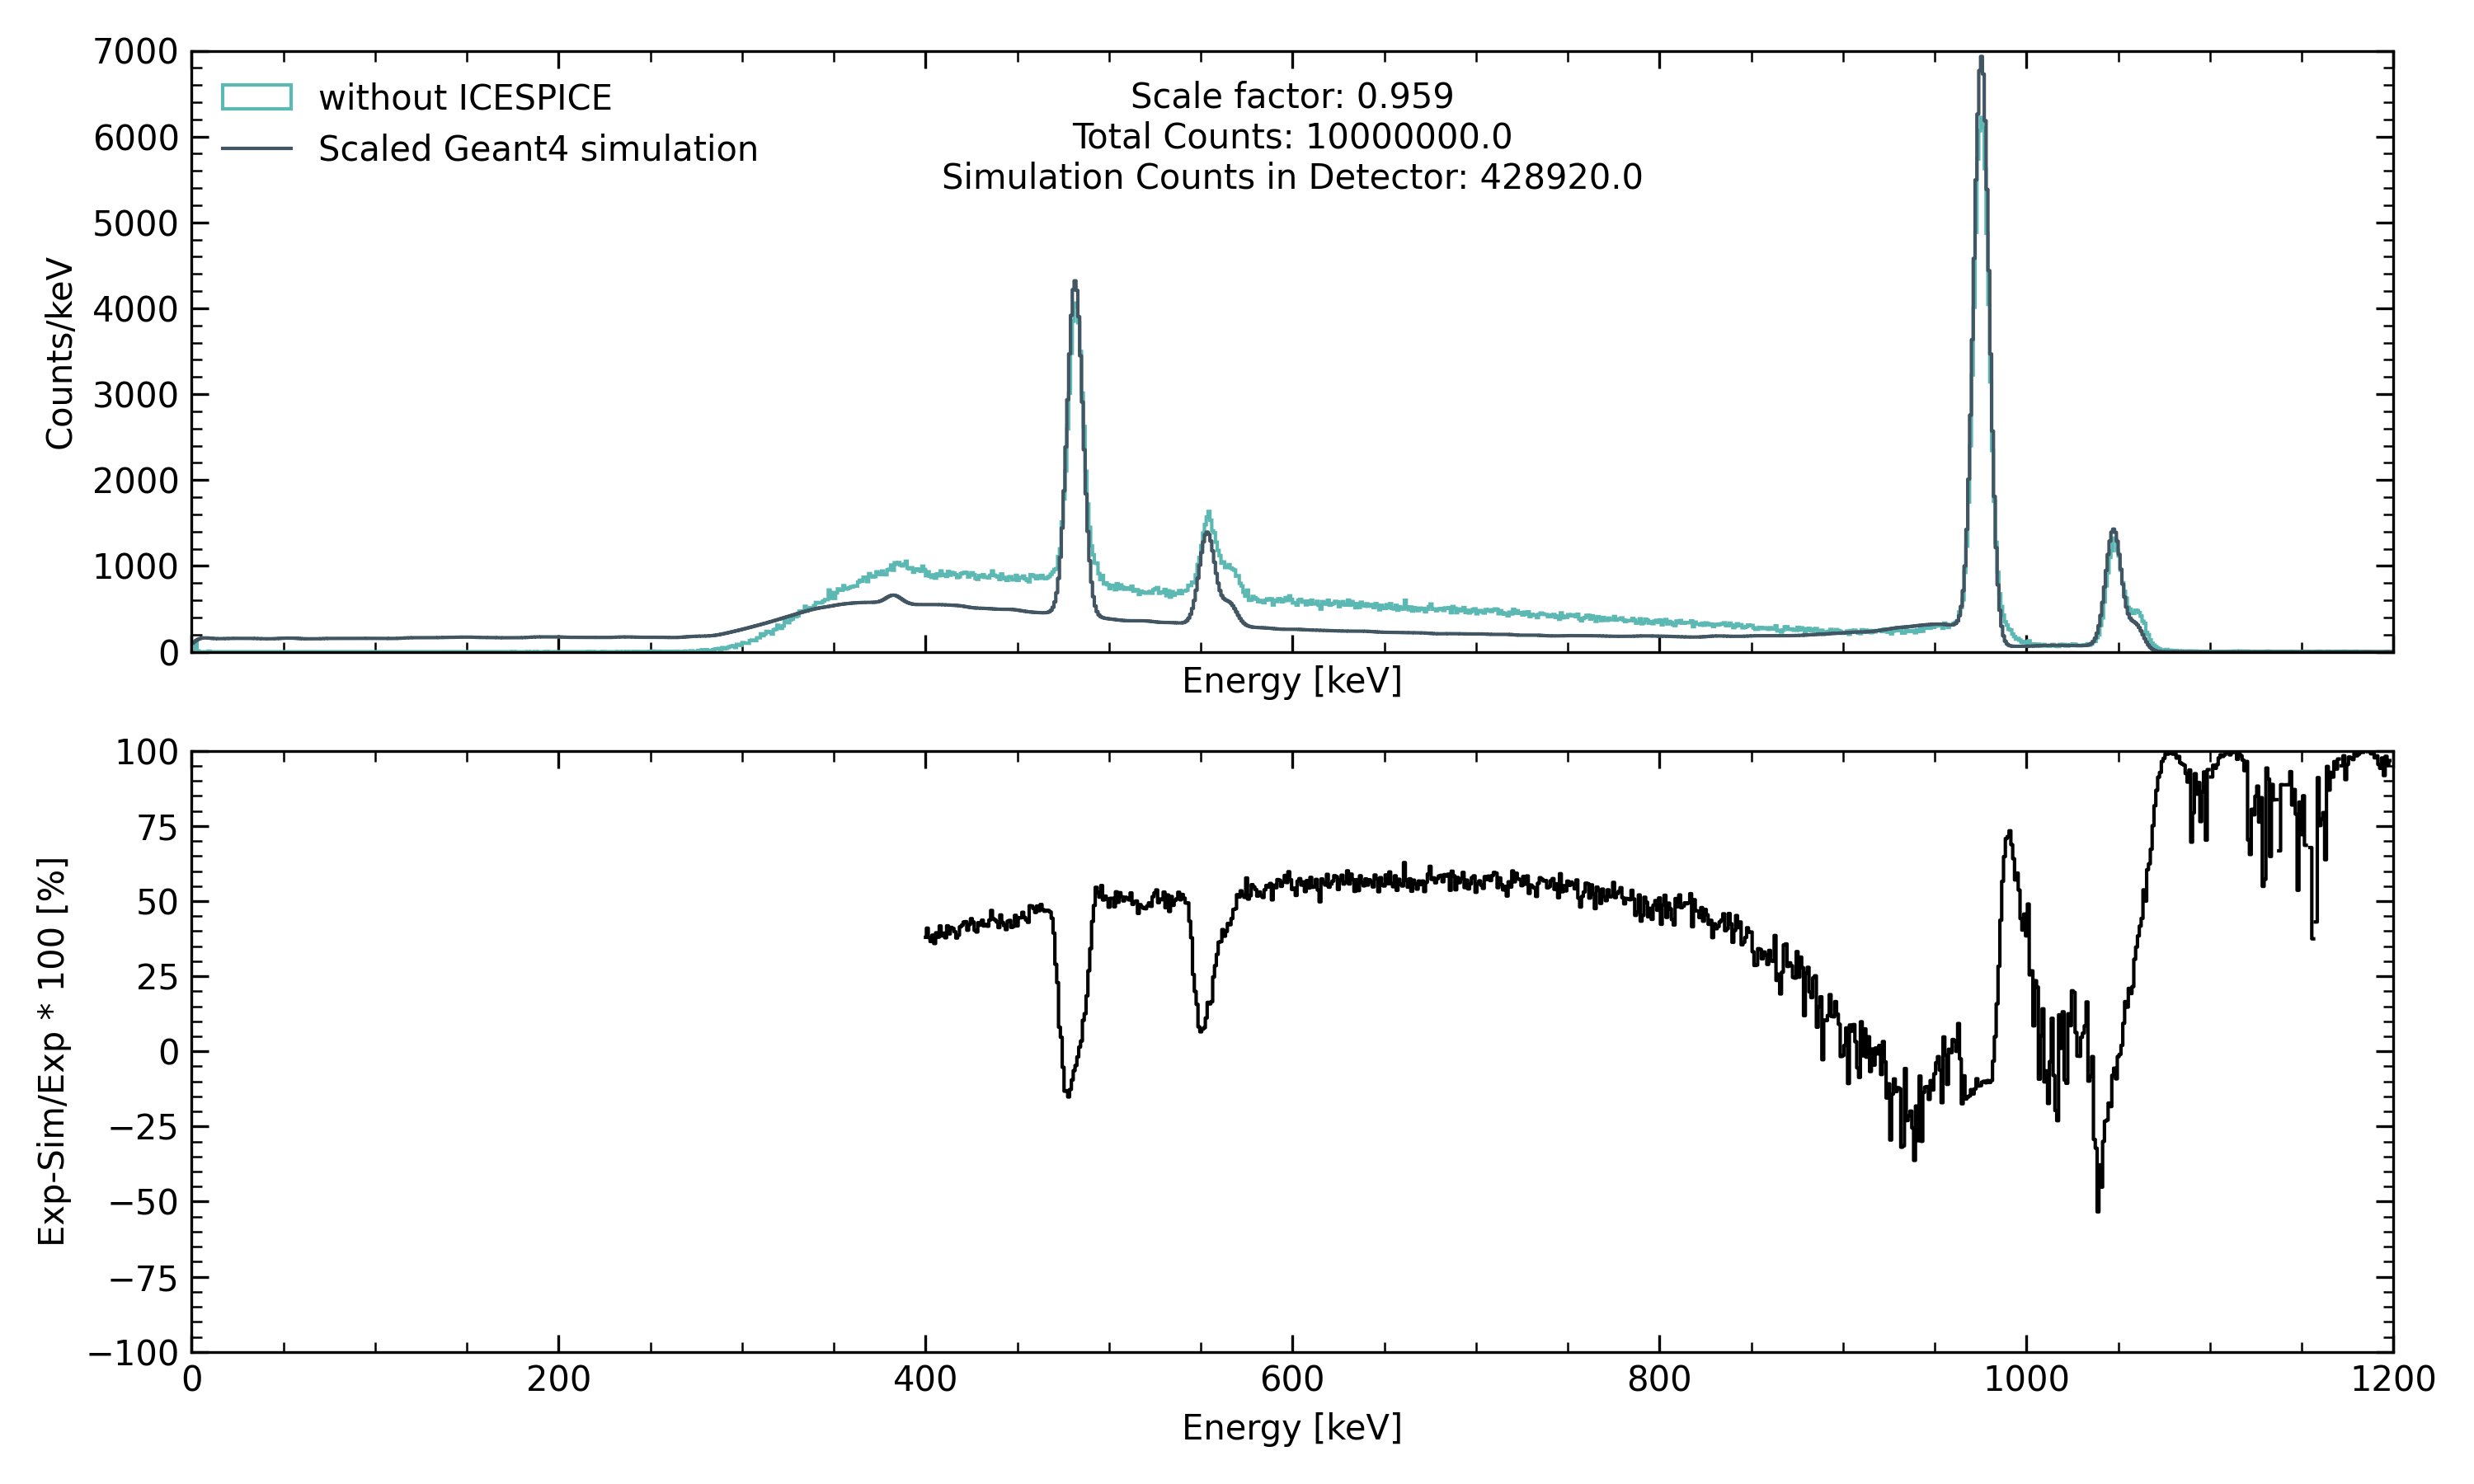 7000
6000
5000
4000
3000
2000
1000
0
Counts/keV
without ICESPICE
Scaled Geant4 simulation
Scale factor: 0.959
Total Counts: 10000000.0
Simulation Counts in Detector: 428920.0
Energy [keV]
100
75
50
25
0
−25
−50
−75
−100
Exp-Sim/Exp * 100 [%]
0 200 400 600 800 1000 1200
Energy [keV]